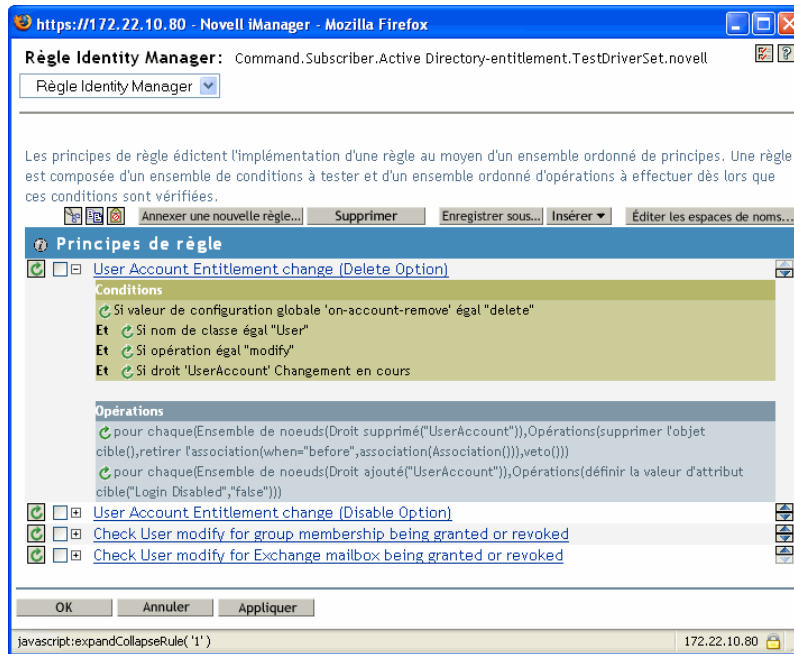 https://172.22.10.80 - Novell iManager - Mozilla Firefox
Règle Identity Manager: Command.Subscriber.Active Directory-entitlement.TestDriverSet.novell
Règle Identity Manager
Les principes de règle édictent l'implémentation d'une règle au moyen d'un ensemble ordonné de principes. Une règle
est composée d'un ensemble de conditions à tester et d'un ensemble ordonné d'opérations à effectuer dès lors que
ces conditions sont vérifiées.
Annexer une nouvelle règle... Supprimer Enregistrer sous... Insérer Éditer les espaces de noms...
Principes de règle
User Account Entitlement change (Delete Option)
Conditions
Si valeur de configuration globale 'on-account-remove' égal "delete"
Et Si nom de classe égal "User"
Et Si opération égal "modify"
Et Si droit 'UserAccount' Changement en cours
Opérations
pour chaque(Ensemble de noeuds(Droit supprimé("UserAccount")),Opérations(supprimer l'objet
cible(),retirer l'association(when="before",association(Association())),veto()))
pour chaque(Ensemble de noeuds(Droit ajouté("UserAccount")),Opérations(définir la valeur d'attribut
cible("Login Disabled","false")))
User Account Entitlement change (Disable Option)
Check User modify for group membership being granted or revoked
Check User modify for Exchange mailbox being granted or revoked
OK Annuler Appliquer
javascript:expandCollapseRule( '1' ) 172.22.10.80